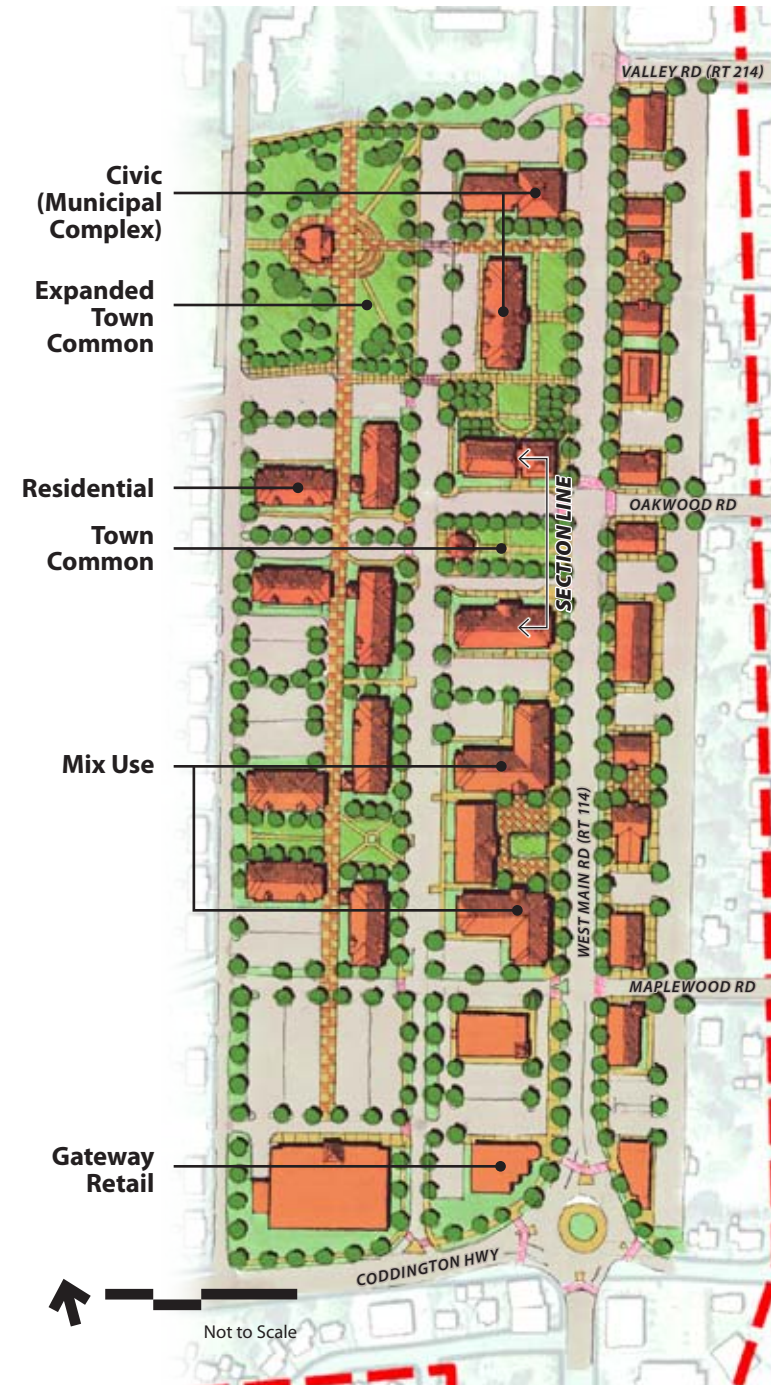 VALLEY RD (RT 214)
Civic
(Municipal
Complex)
Expanded
Town
Common
Residential
OAKWOOD RD
Town
Common
SECTION LINE
Mix Use
WEST MAIN RD (RT 114)
MAPLEWOOD RD
Gateway
Retail
CODDINGTON HWY
Not to Scale